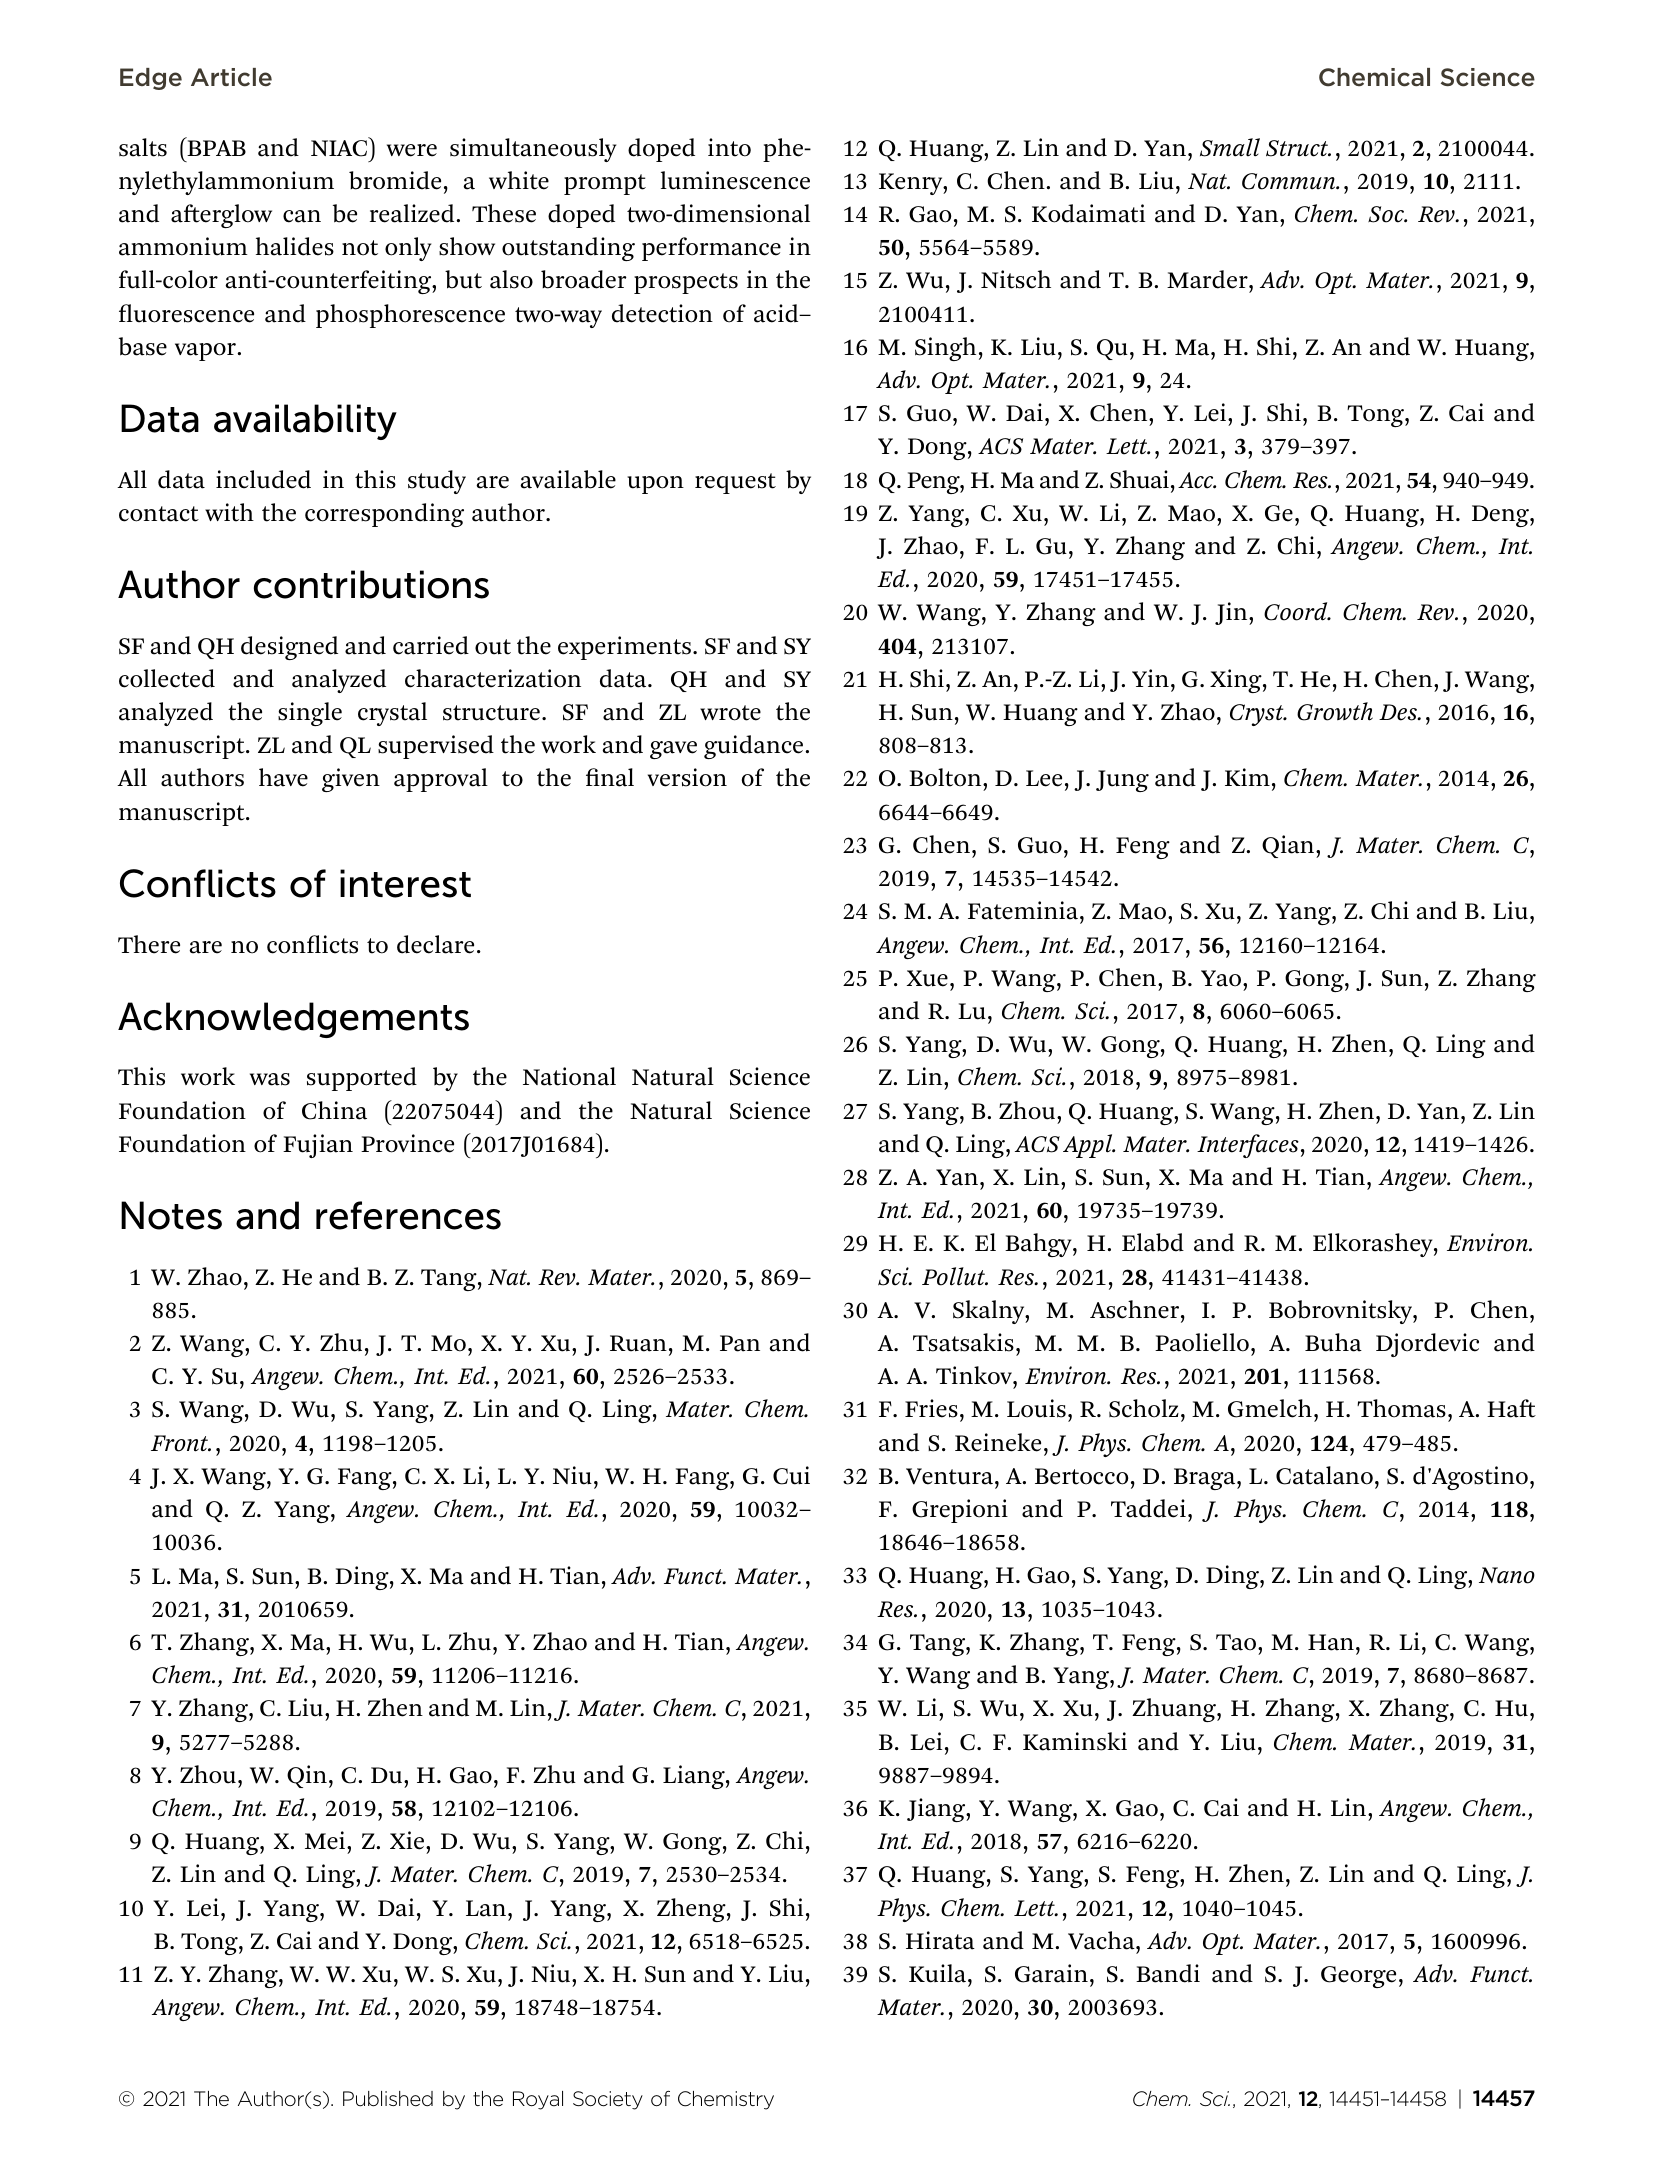 Edge Article
Chemical Science
salts (BPAB and NIAC) were simultaneously doped into phe-
nylethylammonium bromide, a white prompt luminescence
and afterglow can be realized. These doped two-dimensional
ammonium halides not only show outstanding performance in
full-color anti-counterfeiting, but also broader prospects in the
fluorescence and phosphorescence two-way detection of acid–
base vapor.
Data availability
All data included in this study are available upon request by
contact with the corresponding author.
Author contributions
SF and QH designed and carried out the experiments. SF and SY
collected and analyzed characterization data. QH and SY
analyzed the single crystal structure. SF and ZL wrote the
manuscript. ZL and QL supervised the work and gave guidance.
All authors have given approval to the final version of the
manuscript.
Conflicts of interest
There are no conflicts to declare.
Acknowledgements
This work was supported by the National Natural Science
Foundation of China (22075044) and the Natural Science
Foundation of Fujian Province (2017J01684).
Notes and references
1 W. Zhao, Z. He and B. Z. Tang, Nat. Rev. Mater., 2020, 5, 869–
885.
2 Z. Wang, C. Y. Zhu, J. T. Mo, X. Y. Xu, J. Ruan, M. Pan and
C. Y. Su, Angew. Chem., Int. Ed., 2021, 60, 2526–2533.
3 S. Wang, D. Wu, S. Yang, Z. Lin and Q. Ling, Mater. Chem.
Front., 2020, 4, 1198–1205.
4 J. X. Wang, Y. G. Fang, C. X. Li, L. Y. Niu, W. H. Fang, G. Cui
and Q. Z. Yang, Angew. Chem., Int. Ed., 2020, 59, 10032–
10036.
5 L. Ma, S. Sun, B. Ding, X. Ma and H. Tian, Adv. Funct. Mater.,
2021, 31, 2010659.
6 T. Zhang, X. Ma, H. Wu, L. Zhu, Y. Zhao and H. Tian, Angew.
Chem., Int. Ed., 2020, 59, 11206–11216.
7 Y. Zhang, C. Liu, H. Zhen and M. Lin, J. Mater. Chem. C, 2021,
9, 5277–5288.
8 Y. Zhou, W. Qin, C. Du, H. Gao, F. Zhu and G. Liang, Angew.
Chem., Int. Ed., 2019, 58, 12102–12106.
9 Q. Huang, X. Mei, Z. Xie, D. Wu, S. Yang, W. Gong, Z. Chi,
Z. Lin and Q. Ling, J. Mater. Chem. C, 2019, 7, 2530–2534.
10 Y. Lei, J. Yang, W. Dai, Y. Lan, J. Yang, X. Zheng, J. Shi,
B. Tong, Z. Cai and Y. Dong, Chem. Sci., 2021, 12, 6518–6525.
11 Z. Y. Zhang, W. W. Xu, W. S. Xu, J. Niu, X. H. Sun and Y. Liu,
Angew. Chem., Int. Ed., 2020, 59, 18748–18754.
12 Q. Huang, Z. Lin and D. Yan, Small Struct., 2021, 2, 2100044.
13 Kenry, C. Chen. and B. Liu, Nat. Commun., 2019, 10, 2111.
14 R. Gao, M. S. Kodaimati and D. Yan, Chem. Soc. Rev., 2021,
50, 5564–5589.
15 Z. Wu, J. Nitsch and T. B. Marder, Adv. Opt. Mater., 2021, 9,
2100411.
16 M. Singh, K. Liu, S. Qu, H. Ma, H. Shi, Z. An and W. Huang,
Adv. Opt. Mater., 2021, 9, 24.
17 S. Guo, W. Dai, X. Chen, Y. Lei, J. Shi, B. Tong, Z. Cai and
Y. Dong, ACS Mater. Lett., 2021, 3, 379–397.
18 Q. Peng, H. Ma and Z. Shuai, Acc. Chem. Res., 2021, 54, 940–949.
19 Z. Yang, C. Xu, W. Li, Z. Mao, X. Ge, Q. Huang, H. Deng,
J. Zhao, F. L. Gu, Y. Zhang and Z. Chi, Angew. Chem., Int.
Ed., 2020, 59, 17451–17455.
20 W. Wang, Y. Zhang and W. J. Jin, Coord. Chem. Rev., 2020,
404, 213107.
21 H. Shi, Z. An, P.-Z. Li, J. Yin, G. Xing, T. He, H. Chen, J. Wang,
H. Sun, W. Huang and Y. Zhao, Cryst. Growth Des., 2016, 16,
808–813.
22 O. Bolton, D. Lee, J. Jung and J. Kim, Chem. Mater., 2014, 26,
6644–6649.
23 G. Chen, S. Guo, H. Feng and Z. Qian, J. Mater. Chem. C,
2019, 7, 14535–14542.
24 S. M. A. Fateminia, Z. Mao, S. Xu, Z. Yang, Z. Chi and B. Liu,
Angew. Chem., Int. Ed., 2017, 56, 12160–12164.
25 P. Xue, P. Wang, P. Chen, B. Yao, P. Gong, J. Sun, Z. Zhang
and R. Lu, Chem. Sci., 2017, 8, 6060–6065.
26 S. Yang, D. Wu, W. Gong, Q. Huang, H. Zhen, Q. Ling and
Z. Lin, Chem. Sci., 2018, 9, 8975–8981.
27 S. Yang, B. Zhou, Q. Huang, S. Wang, H. Zhen, D. Yan, Z. Lin
and Q. Ling, ACS Appl. Mater. Interfaces, 2020, 12, 1419–1426.
28 Z. A. Yan, X. Lin, S. Sun, X. Ma and H. Tian, Angew. Chem.,
Int. Ed., 2021, 60, 19735–19739.
29 H. E. K. El Bahgy, H. Elabd and R. M. Elkorashey, Environ.
Sci. Pollut. Res., 2021, 28, 41431–41438.
30 A. V. Skalny, M. Aschner, I. P. Bobrovnitsky, P. Chen,
A. Tsatsakis, M. M. B. Paoliello, A. Buha Djordevic and
A. A. Tinkov, Environ. Res., 2021, 201, 111568.
31 F. Fries, M. Louis, R. Scholz, M. Gmelch, H. Thomas, A. Haft
and S. Reineke, J. Phys. Chem. A, 2020, 124, 479–485.
32 B. Ventura, A. Bertocco, D. Braga, L. Catalano, S. d'Agostino,
F. Grepioni and P. Taddei, J. Phys. Chem. C, 2014, 118,
18646–18658.
33 Q. Huang, H. Gao, S. Yang, D. Ding, Z. Lin and Q. Ling, Nano
Res., 2020, 13, 1035–1043.
34 G. Tang, K. Zhang, T. Feng, S. Tao, M. Han, R. Li, C. Wang,
Y. Wang and B. Yang, J. Mater. Chem. C, 2019, 7, 8680–8687.
35 W. Li, S. Wu, X. Xu, J. Zhuang, H. Zhang, X. Zhang, C. Hu,
B. Lei, C. F. Kaminski and Y. Liu, Chem. Mater., 2019, 31,
9887–9894.
36 K. Jiang, Y. Wang, X. Gao, C. Cai and H. Lin, Angew. Chem.,
Int. Ed., 2018, 57, 6216–6220.
37 Q. Huang, S. Yang, S. Feng, H. Zhen, Z. Lin and Q. Ling, J.
Phys. Chem. Lett., 2021, 12, 1040–1045.
38 S. Hirata and M. Vacha, Adv. Opt. Mater., 2017, 5, 1600996.
39 S. Kuila, S. Garain, S. Bandi and S. J. George, Adv. Funct.
Mater., 2020, 30, 2003693.
© 2021 The Author(s). Published by the Royal Society of Chemistry
Chem. Sci., 2021, 12, 14451–14458 | 14457